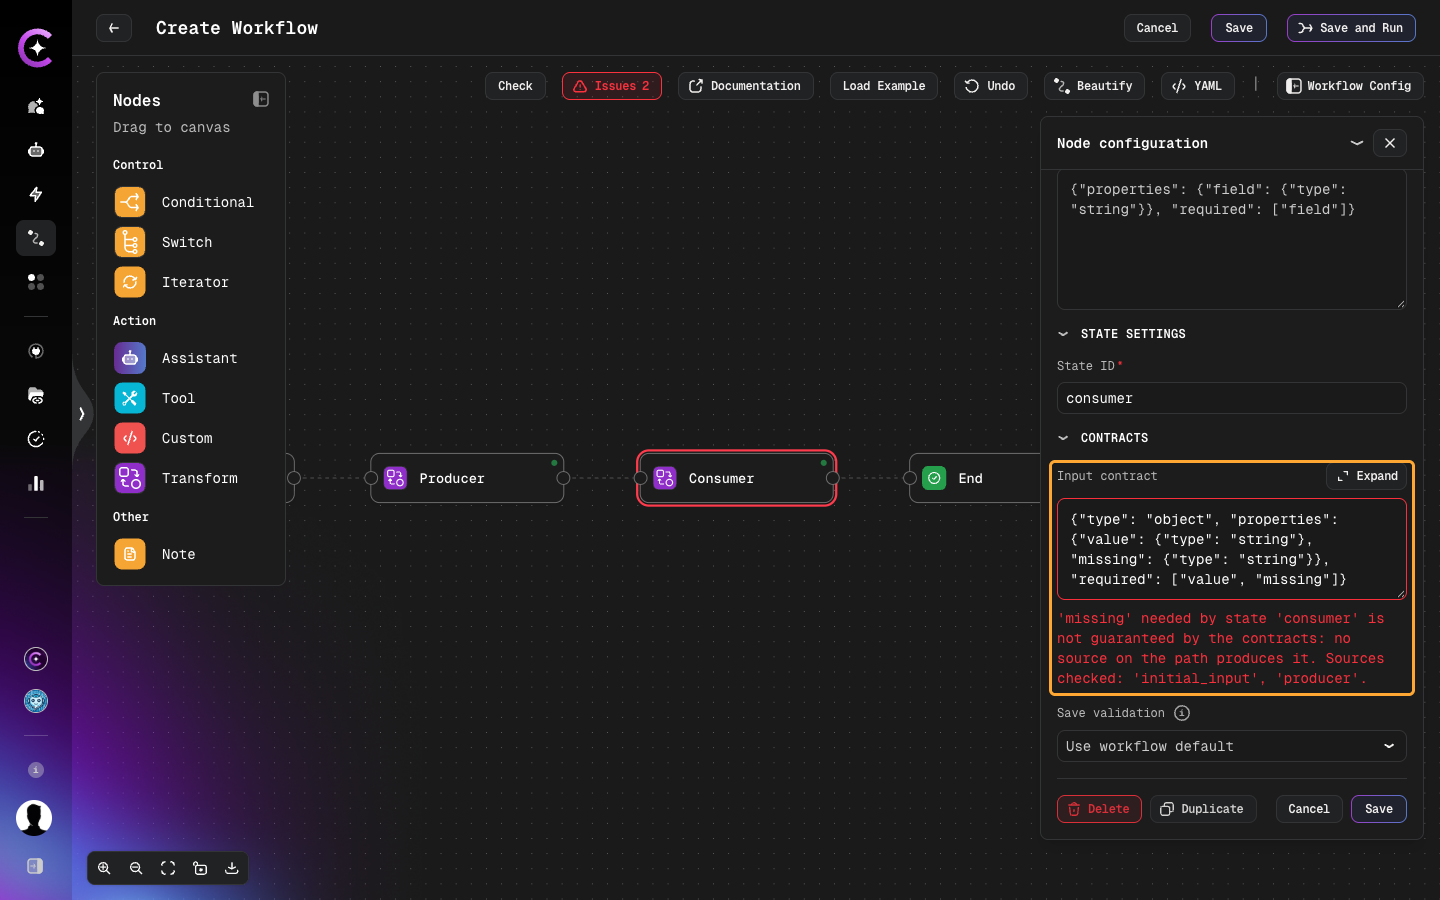 Create Workflow
Cancel
Save
Save and Run
Check
Issues 2
Documentation
Load Example
Undo
Beautify
YAML
Workflow Config
Nodes
Drag to canvas
Control
Conditional
Switch
Iterator
Action
Assistant
Tool
Custom
Transform
Other
Note
Producer
Consumer
End
Node configuration
{"properties": {"field": {"type":
"string"}}, "required": ["field"]}
STATE SETTINGS
State ID*
consumer
CONTRACTS
Input contract
Expand
{"type": "object", "properties":
{"value": {"type": "string"},
"missing": {"type": "string"}},
"required": ["value", "missing"]}
'missing' needed by state 'consumer' is
not guaranteed by the contracts: no
source on the path produces it. Sources
checked: 'initial_input', 'producer'.
Save validation
Use workflow default
Delete
Duplicate
Cancel
Save